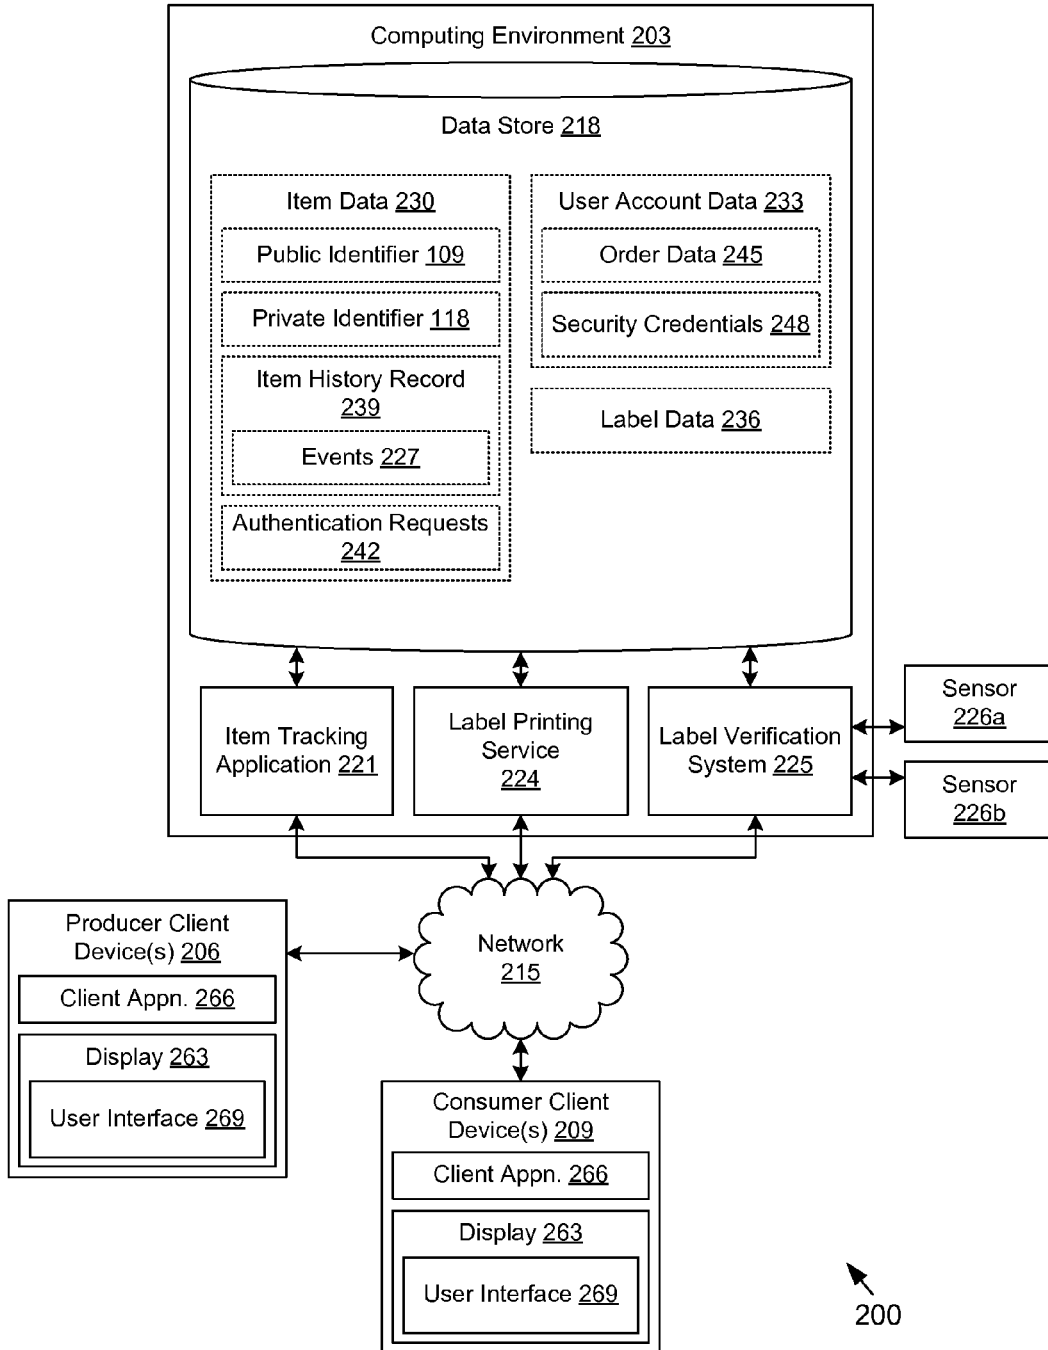 Computing Environment 203
Data Store 218
Item Data 230
Public Identifier 109
Private Identifier 118
Item History Record
239
Events 227
Authentication Requests
242
User Account Data 233
Order Data 245
Security Credentials 248
Label Data 236
Item Tracking
Application 221
Label Printing
Service
224
Label Verification
System 225
Sensor
226a
Sensor
226b
Network
215
Producer Client
Device(s) 206
Client Appn. 266
Display 263
User Interface 269
Consumer Client
Device(s) 209
Client Appn. 266
Display 263
User Interface 269
200